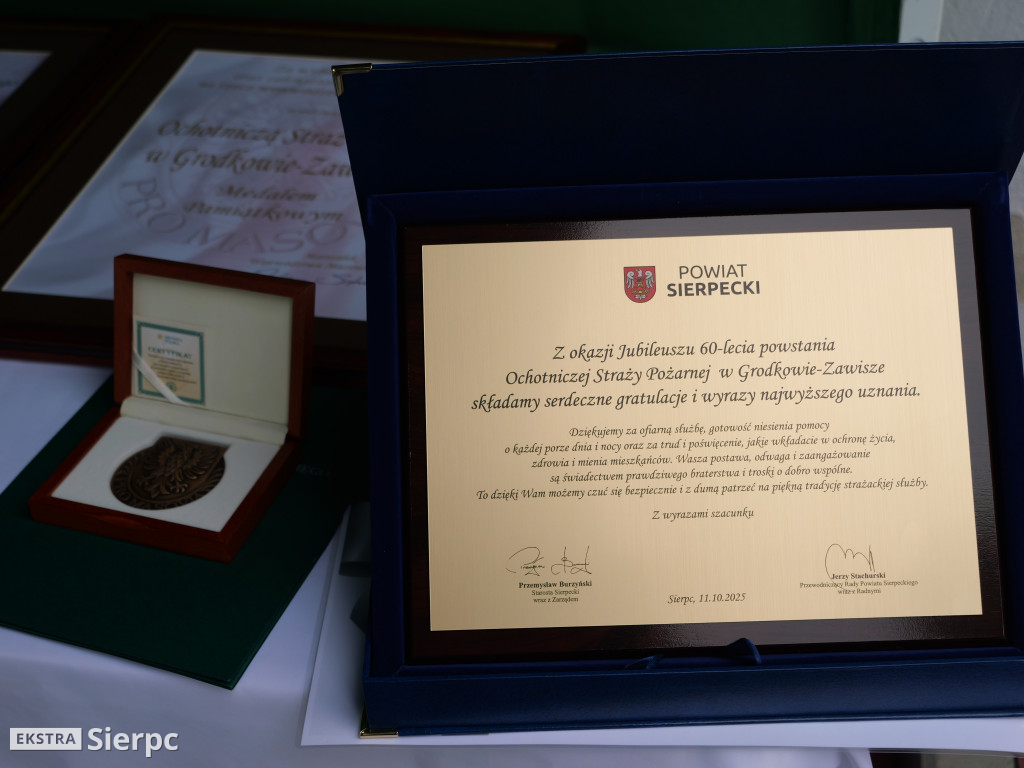 Ochotniczą Straż
w Grodkowie-Zaw
Medalem
Pamiątkowym
PRO MASO
CERTYFIKAT
POWIAT
SIERPECKI
Z okazji Jubileuszu 60-lecia powstania
Ochotniczej Straży Pożarnej w Grodkowie-Zawisze
składamy serdeczne gratulacje i wyrazy najwyższego uznania.
Dziękujemy za ofiarną służbę, gotowość niesienia pomocy
o każdej porze dnia i nocy oraz za trud i poświęcenie, jakie wkładacie w ochronę życia,
zdrowia i mienia mieszkańców. Wasza postawa, odwaga i zaangażowanie
są świadectwem prawdziwego braterstwa i troski o dobro wspólne.
To dzięki Wam możemy czuć się bezpiecznie i z dumą patrzeć na piękną tradycję strażackiej służby.
Z wyrazami szacunku
Przemysław Burzyński
Starosta Sierpecki
wraz z Zarządem
Jerzy Stachurski
Przewodniczący Rady Powiatu Sierpeckiego
wraz z Radnymi
Sierpc, 11.10.2025
EKSTRA Sierpc